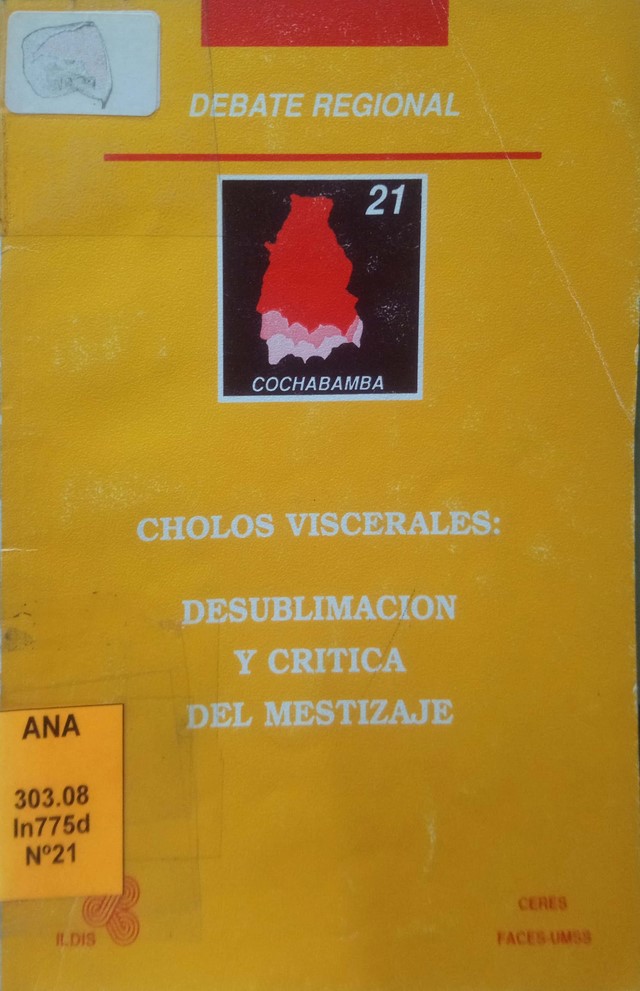 DEBATE REGIONAL
21
COCHABAMBA
CHOLOS VISCERALES:
DESUBLIMACION
Y CRITICA
DEL MESTIZAJE
ANA
303.08
In775d
Nº21
ILDIS
CERES
FACES-UMSS